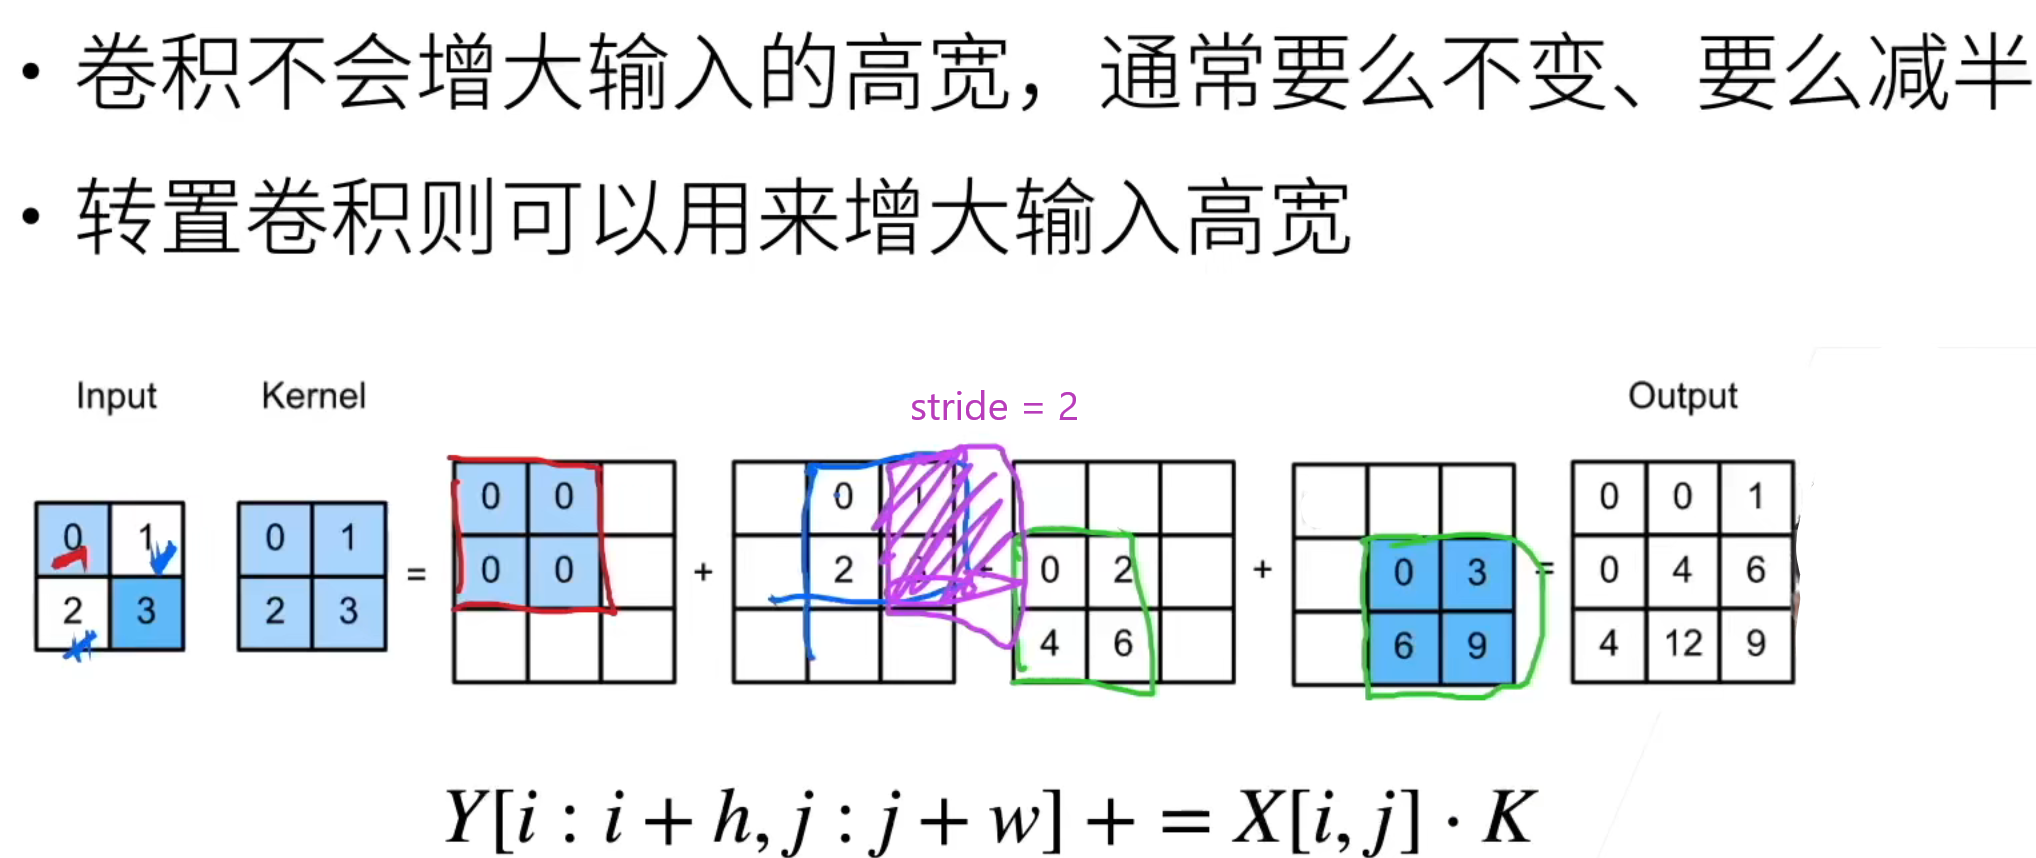 • 卷积不会增大输入的高宽，通常要么不变、要么减半
• 转置卷积则可以用来增大输入高宽
Input Kernel stride = 2 Output
0 0 0 1 0 0 1
0 1 0 1
= 0 0 + 2 0 2 + 0 3 = 0 4 6
2 3 2 3
4 6 6 9 4 12 9
Y[i : i + h, j : j + w] + = X[i, j] · K